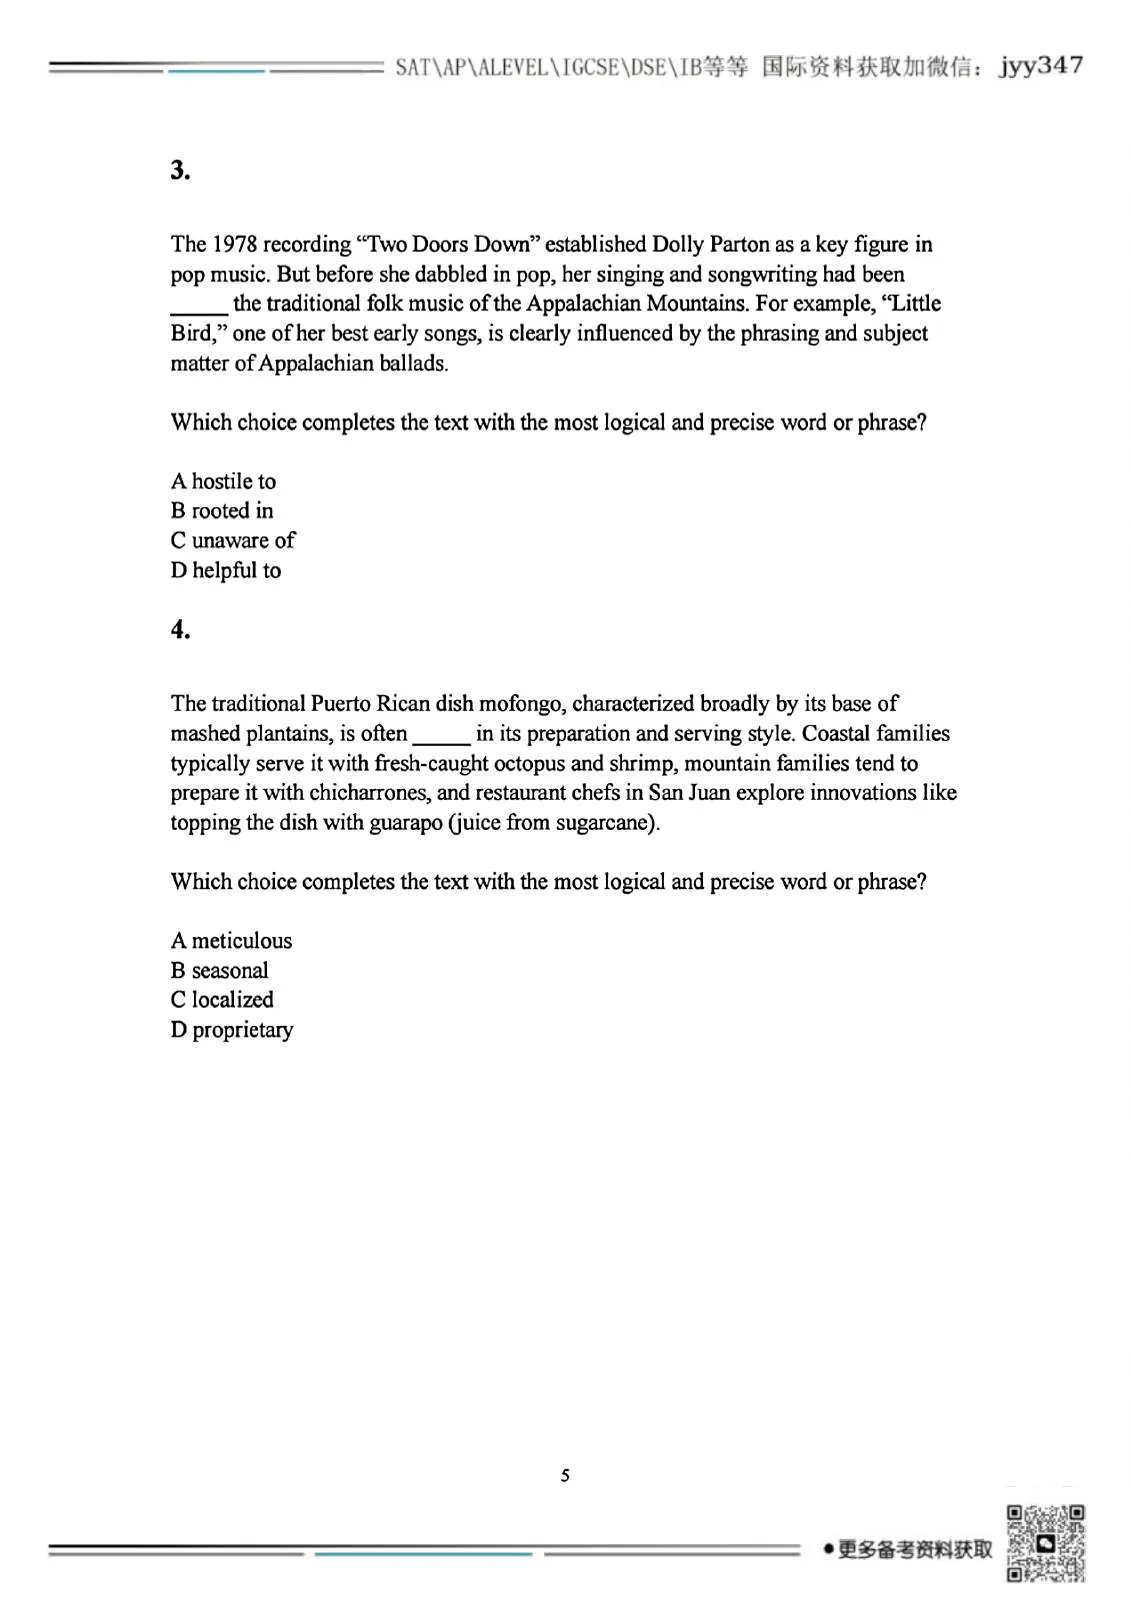 SAT\AP\ALEVEL\IGCSE\DSE\IB等等 国际资料获取加微信： jyy347
3.
The 1978 recording “Two Doors Down” established Dolly Parton as a key figure in
pop music. But before she dabbled in pop, her singing and songwriting had been
_____ the traditional folk music of the Appalachian Mountains. For example, “Little
Bird,” one of her best early songs, is clearly influenced by the phrasing and subject
matter of Appalachian ballads.
Which choice completes the text with the most logical and precise word or phrase?
A hostile to
B rooted in
C unaware of
D helpful to
4.
The traditional Puerto Rican dish mofongo, characterized broadly by its base of
mashed plantains, is often _____ in its preparation and serving style. Coastal families
typically serve it with fresh-caught octopus and shrimp, mountain families tend to
prepare it with chicharrones, and restaurant chefs in San Juan explore innovations like
topping the dish with guarapo (juice from sugarcane).
Which choice completes the text with the most logical and precise word or phrase?
A meticulous
B seasonal
C localized
D proprietary
5
●更多备考资料获取